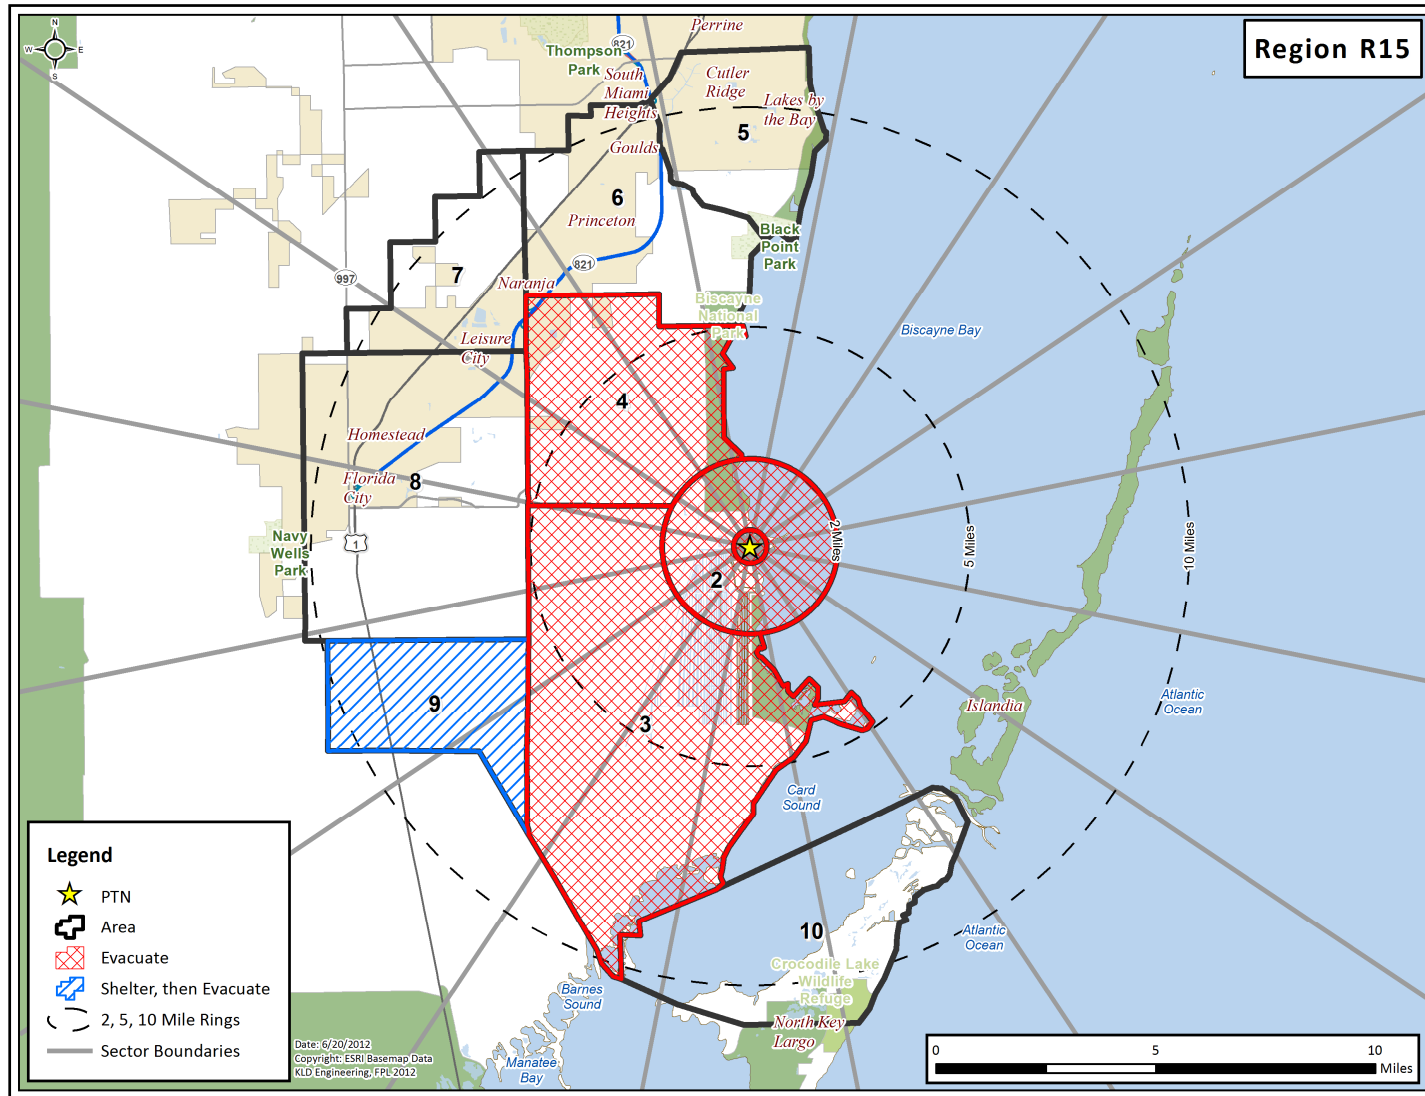 N
W
E
S
Region R15
Perrine
821
Thompson
Park
South
Miami
Heights
Cutler
Ridge
Lakes by
the Bay
5
Goulds
6
Princeton
Black
Point
Park
997
7
821
Naranja
Biscayne
National
Park
Biscayne Bay
Leisure
City
4
Homestead
8
Florida
City
Navy
Wells
Park
1
2
2 Miles
5 Miles
10 Miles
9
3
Islandia
Atlantic
Ocean
Card
Sound
10
Atlantic
Ocean
Crocodile Lake
Wildlife
Refuge
Barnes
Sound
North Key
Largo
Manatee
Bay
Legend
PTN
Area
Evacuate
Shelter, then Evacuate
2, 5, 10 Mile Rings
Sector Boundaries
Date: 6/20/2012
Copyright: ESRI Basemap Data
KLD Engineering, FPL 2012
0 5 10
Miles